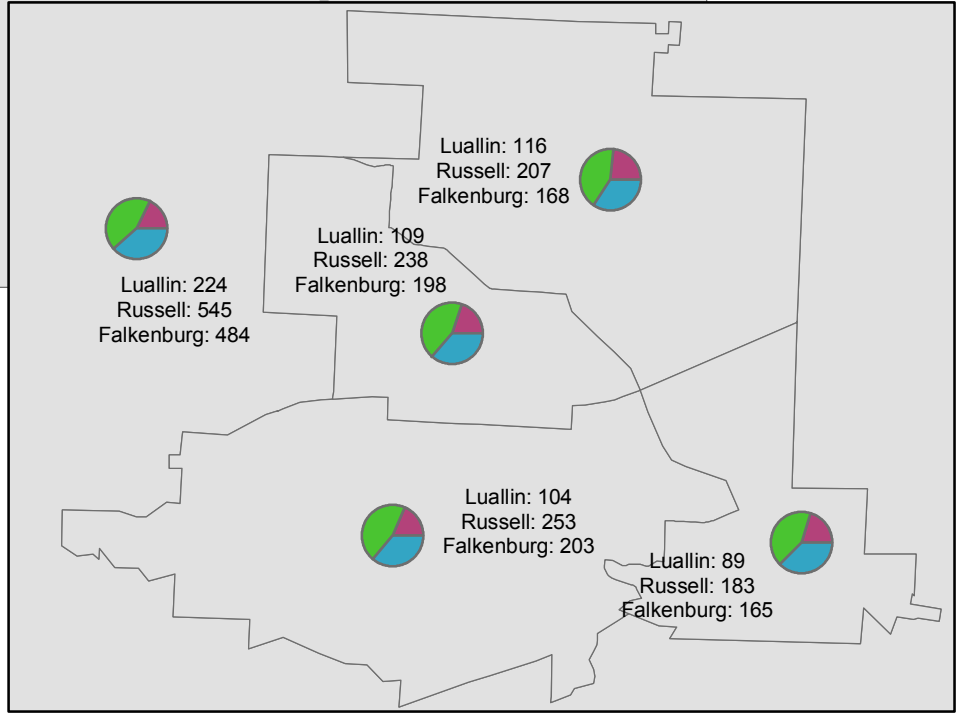 Luallin: 116
Russell: 207
Falkenburg: 168
Luallin: 109
Russell: 238
Falkenburg: 198
Luallin: 224
Russell: 545
Falkenburg: 484
Luallin: 104
Russell: 253
Falkenburg: 203
Luallin: 89
Russell: 183
Falkenburg: 165